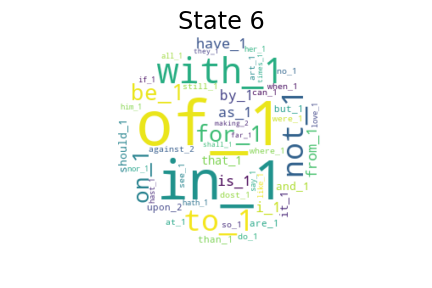 State 6
all_1 they_1 her_1
have_1
with_1 art_1 times_1 no_1
if_1 still_1 can_1 when_1
be_1 by_1
him_1 as_1 but_1 love_1
of_1 making_2 were_1
should_1 for_1 far_1 not_1 from_1
nor_1 against_2 shall_1 where_1
that_1
on_1 hast_1 see_1 in_1 is_1 say_1 and_1
dost_1 like_1 it_1
upon_2 hath_1 to_1 i_1
at_1 so_1 are_1
than_1 do_1